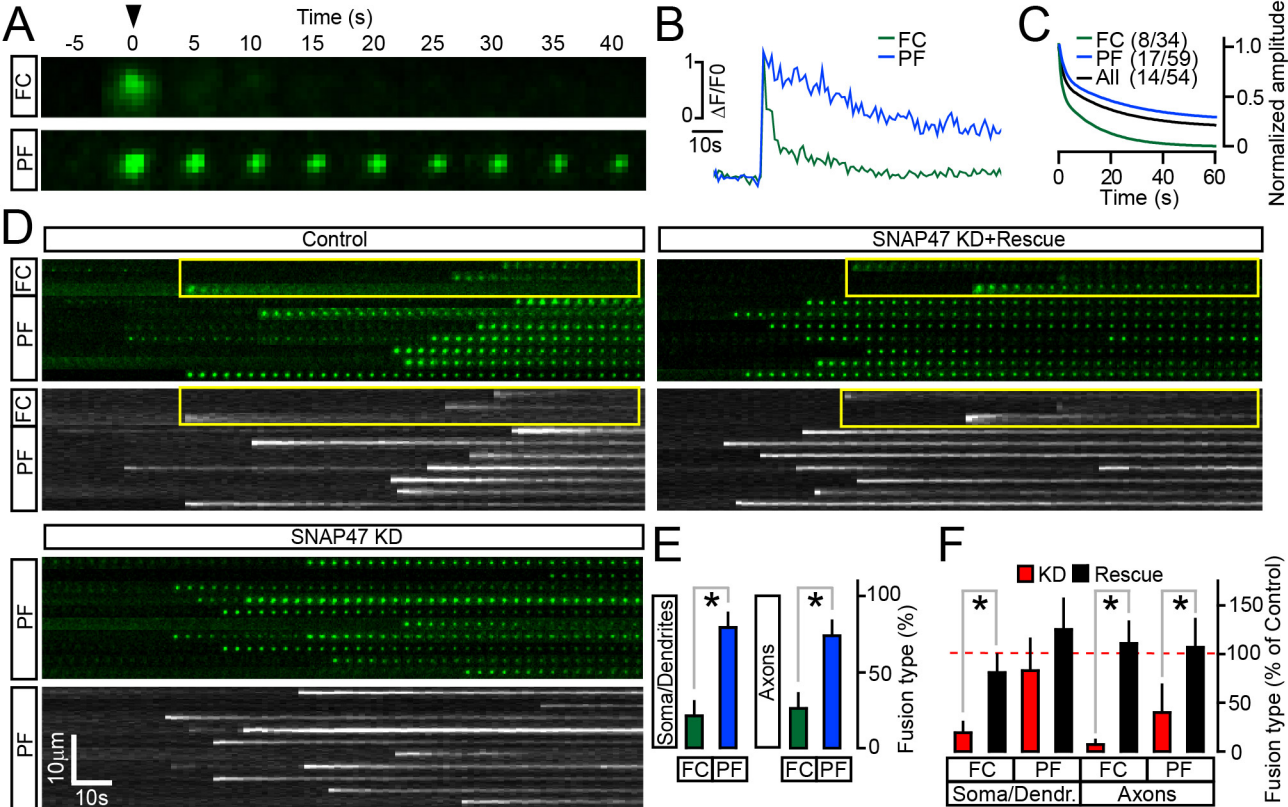 A
Time (s)
-5 0 5 10 15 20 25 30 35 40
FC
PF
B
FC
PF
1
0
ΔF/F0
10s
C
FC (8/34)
PF (17/59)
All (14/54)
1.0
0.5
0
Normalized amplitude
0 20 40 60
Time (s)
D
Control
FC
PF
FC
PF
SNAP47 KD+Rescue
SNAP47 KD
PF
PF
10μm
10s
E
Soma/Dendrites
*
FC PF
Axons
*
FC PF
100
50
0
Fusion type (%)
F
KD Rescue
* * *
150
100
50
0
Fusion type (% of Control)
FC PF FC PF
Soma/Dendr. Axons